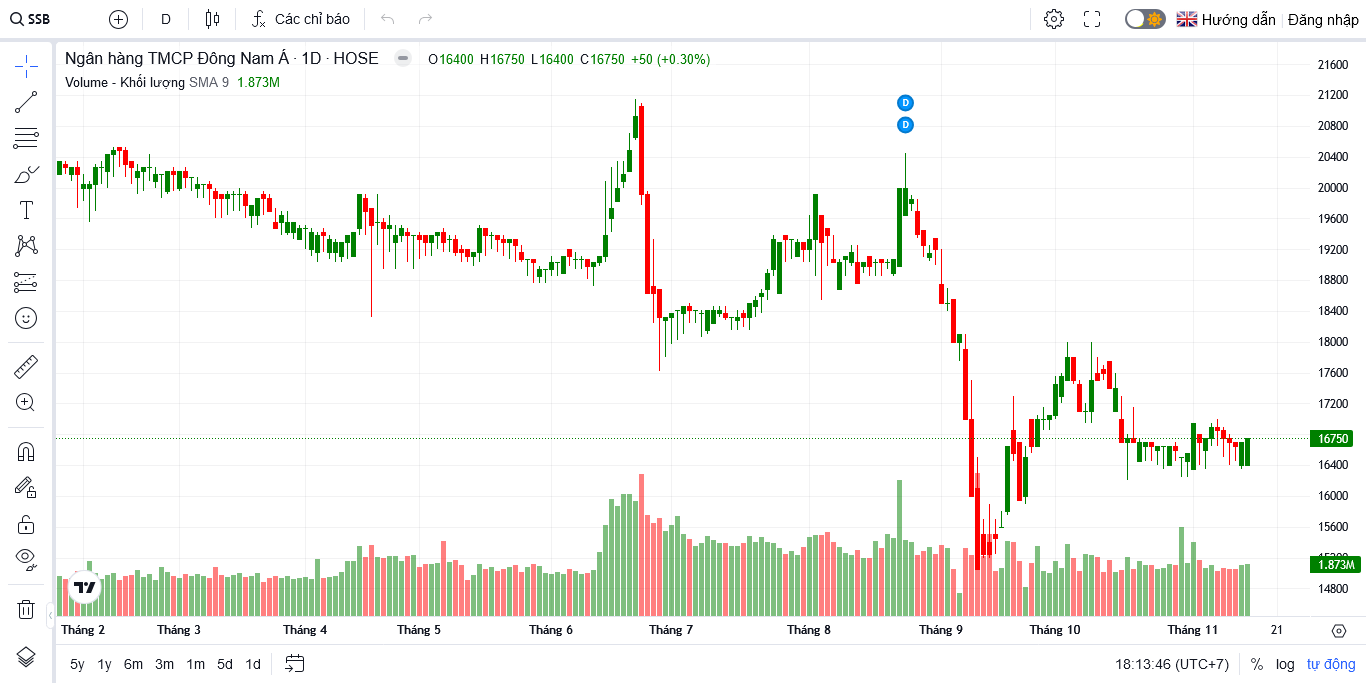 SSB D Các chỉ báo Hướng dẫn Đăng nhập
Ngân hàng TMCP Đông Nam Á · 1D · HOSE O16400 H16750 L16400 C16750 +50 (+0.30%)
Volume - Khối lượng SMA 9 1.873M
21600
21200
20800
20400
20000
19600
19200
18800
18400
18000
17600
17200
16750
16400
16000
15600
15200
1.873M
14800
D
D
Tháng 2 Tháng 3 Tháng 4 Tháng 5 Tháng 6 Tháng 7 Tháng 8 Tháng 9 Tháng 10 Tháng 11 21
5y 1y 6m 3m 1m 5d 1d 18:13:46 (UTC+7) % log tự động